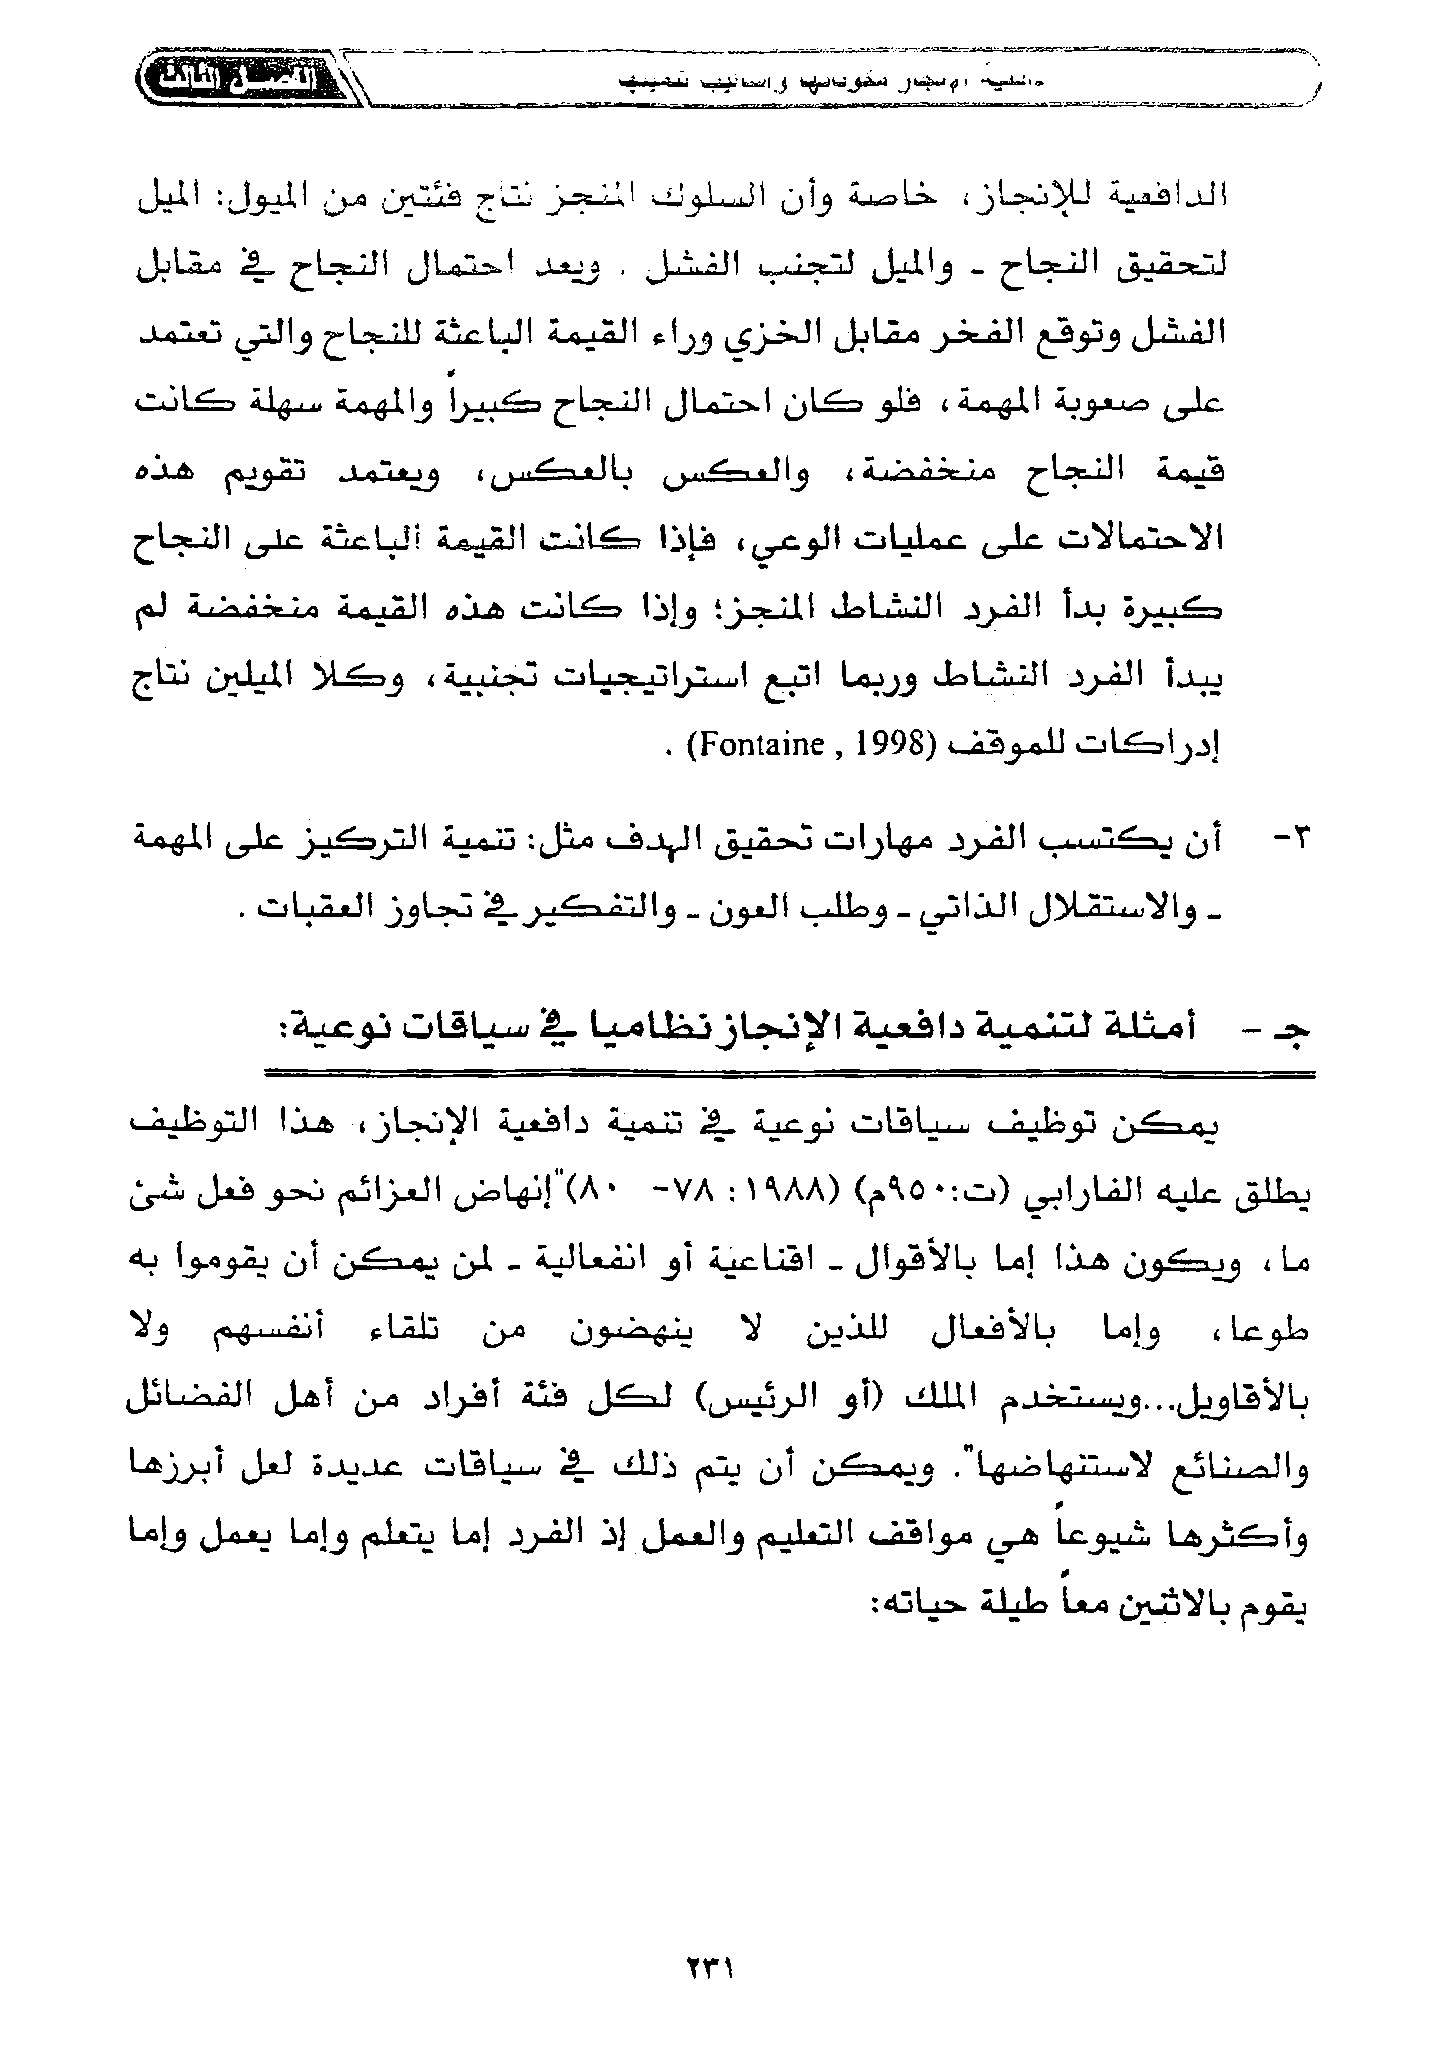 الفصل الثالث
الدافعية للإنجاز، خاصة وأن السلوك المنجز نتاج فئتين من الميول: الميل
لتحقيق النجاح - والميل لتجنب الفشل . ويعد احتمال النجاح في مقابل
الفشل وتوقع الفخر مقابل الخزي وراء القيمة الباعثة للنجاح والتي تعتمد
على صعوبة المهمة، فلو كان احتمال النجاح كبيراً والمهمة سهلة كانت
قيمة النجاح منخفضة، والعكس بالعكس، ويعتمد تقويم هذه
الاحتمالات على عمليات الوعي، فإذا كانت القيمة الباعثة على النجاح
كبيرة بدأ الفرد النشاط المنجز؛ وإذا كانت هذه القيمة منخفضة لم
يبدأ الفرد النشاط وربما اتبع استراتيجيات تجنبية، وكلا الميلين نتاج
إدراكات للموقف (Fontaine , 1998) .
٣- أن يكتسب الفرد مهارات تحقيق الهدف مثل: تنمية التركيز على المهمة
- والاستقلال الذاتي - وطلب العون - والتفكير في تجاوز العقبات .
جـ - أمثلة لتنمية دافعية الإنجاز نظاميا في سياقات نوعية:
يمكن توظيف سياقات نوعية في تنمية دافعية الإنجاز، هذا التوظيف
يطلق عليه الفارابي (ت:٩٥٠م) (١٩٨٨: ٧٨- ٨٠)"إنهاض العزائم نحو فعل شئ
ما، ويكون هذا إما بالأقوال - اقناعية أو انفعالية - لمن يمكن أن يقوموا به
طوعا، وإما بالأفعال للذين لا ينهضون من تلقاء أنفسهم ولا
بالأقاويل...ويستخدم الملك (أو الرئيس) لكل فئة أفراد من أهل الفضائل
والصنائع لاستنهاضها". ويمكن أن يتم ذلك في سياقات عديدة لعل أبرزها
وأكثرها شيوعاً هي مواقف التعليم والعمل إذ الفرد إما يتعلم وإما يعمل وإما
يقوم بالاثنين معاً طيلة حياته:
٢٣١